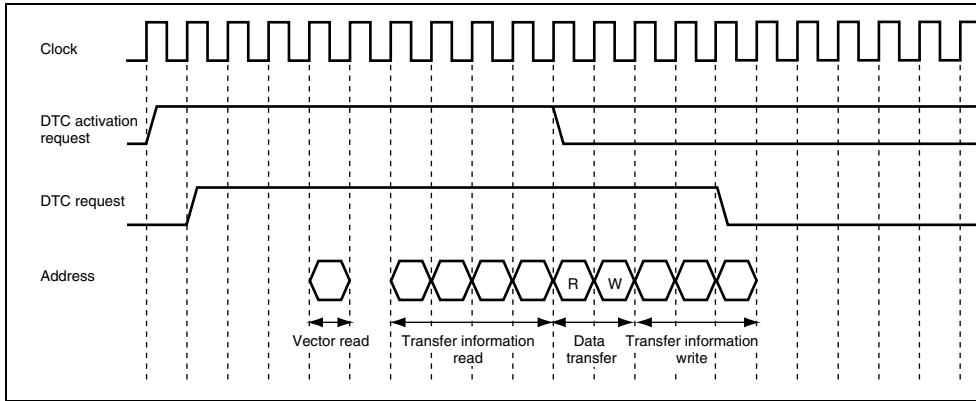 Clock
DTC activation
request
DTC request
Address
R
W
Vector read
Transfer information
read
Data
transfer
Transfer information
write